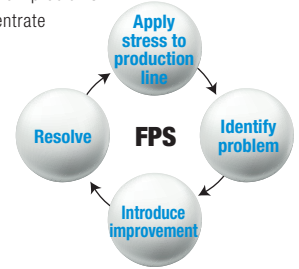 entrate
Apply
stress to
production
line
Identify
problem
Introduce
improvement
Resolve
FPS